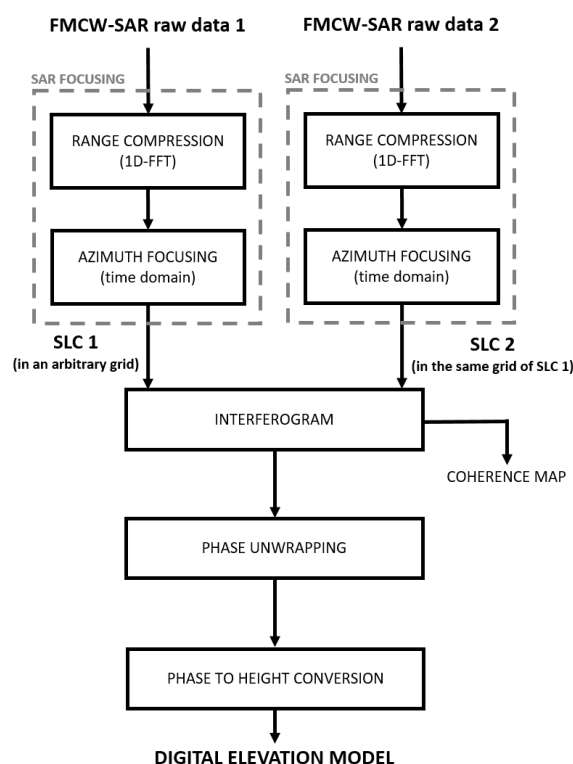 FMCW-SAR raw data 1
FMCW-SAR raw data 2
SAR FOCUSING
SAR FOCUSING
RANGE COMPRESSION
(1D-FFT)
RANGE COMPRESSION
(1D-FFT)
AZIMUTH FOCUSING
(time domain)
AZIMUTH FOCUSING
(time domain)
SLC 1
(in an arbitrary grid)
SLC 2
(in the same grid of SLC 1)
INTERFEROGRAM
COHERENCE MAP
PHASE UNWRAPPING
PHASE TO HEIGHT CONVERSION
DIGITAL ELEVATION MODEL